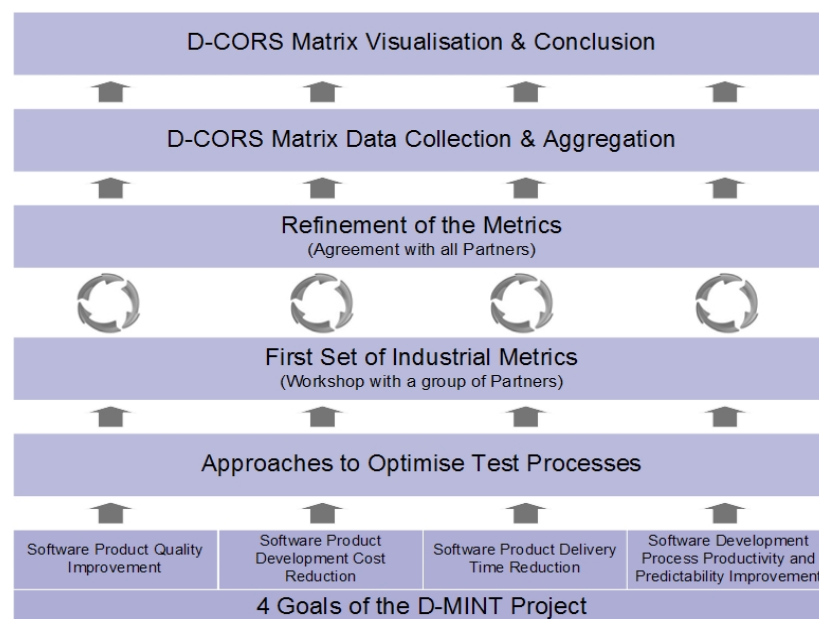 D-CORS Matrix Visualisation & Conclusion
D-CORS Matrix Data Collection & Aggregation
Refinement of the Metrics
(Agreement with all Partners)
First Set of Industrial Metrics
(Workshop with a group of Partners)
Approaches to Optimise Test Processes
Software Product Quality
Improvement
Software Product
Development Cost
Reduction
Software Product Delivery
Time Reduction
Software Development
Process Productivity and
Predictability Improvement
4 Goals of the D-MINT Project